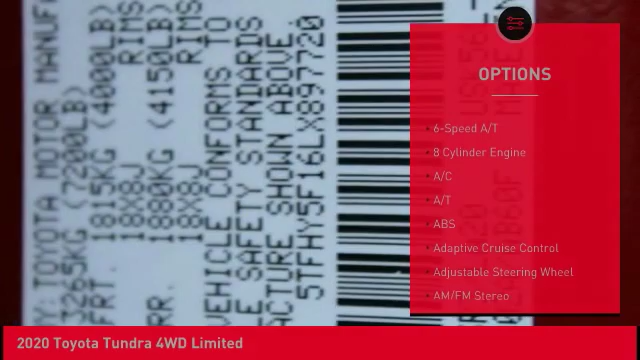 Y: TOYOTA MOTOR MANUFA
3265KG (7200LB)
FRT. 1815KG (4000LB)
18X8J RIMS
RR. 1880KG (4150LB)
18X8J RIMS
VEHICLE CONFORMS TO
E SAFETY STANDARDS
ACTURE SHOWN ABOVE.
5TFHY5F16LX897720
OPTIONS
6-Speed A/T
8 Cylinder Engine
A/C
A/T
ABS
Adaptive Cruise Control
Adjustable Steering Wheel
AM/FM Stereo
2020 Toyota Tundra 4WD Limited